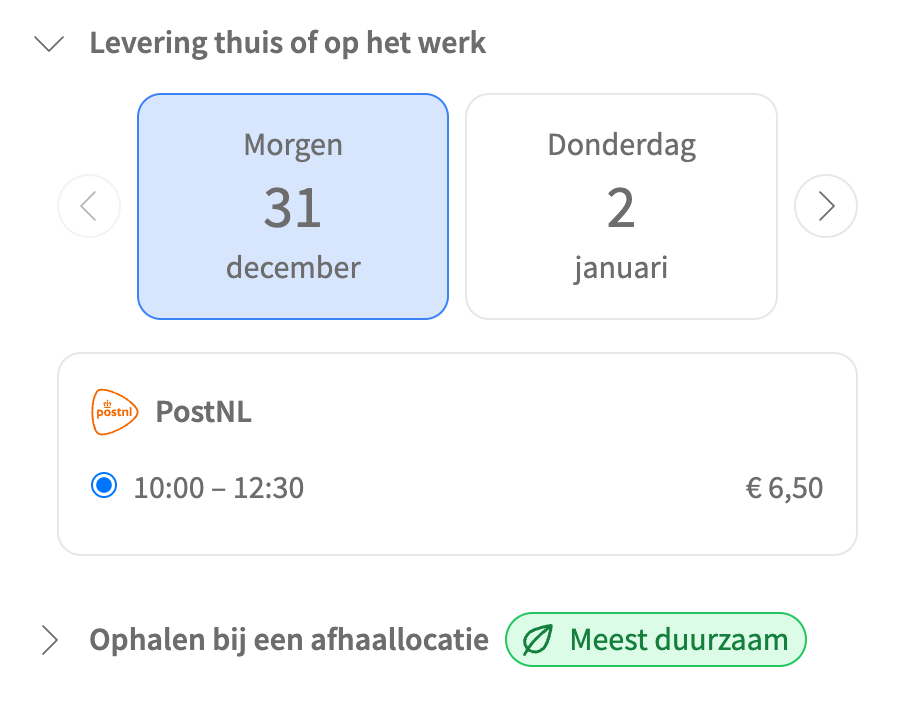 Levering thuis of op het werk
Morgen
31
december
Donderdag
2
januari
postnl
PostNL
10:00 – 12:30
€ 6,50
Ophalen bij een afhaallocatie
Meest duurzaam